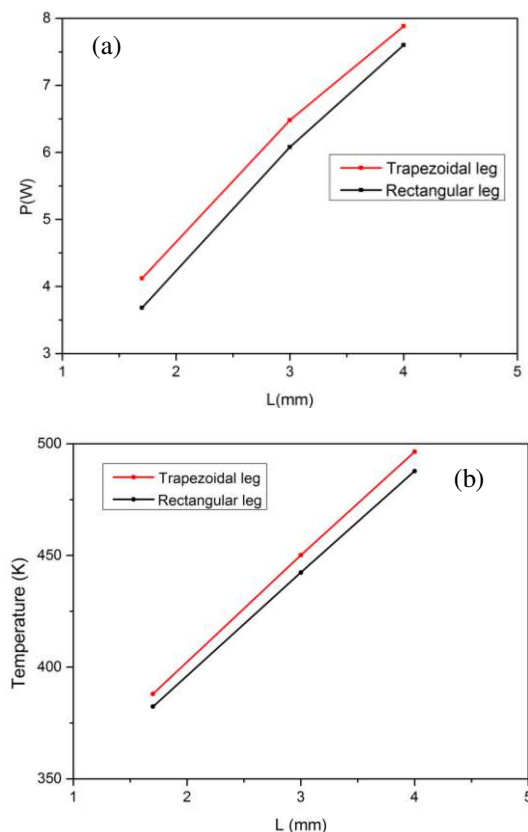 (a)
8
7
6
5
4
3
P(W)
Trapezoidal leg
Rectangular leg
1 2 3 4 5
L(mm)
(b)
500
450
400
350
Temperature (K)
Trapezoidal leg
Rectangular leg
1 2 3 4 5
L (mm)